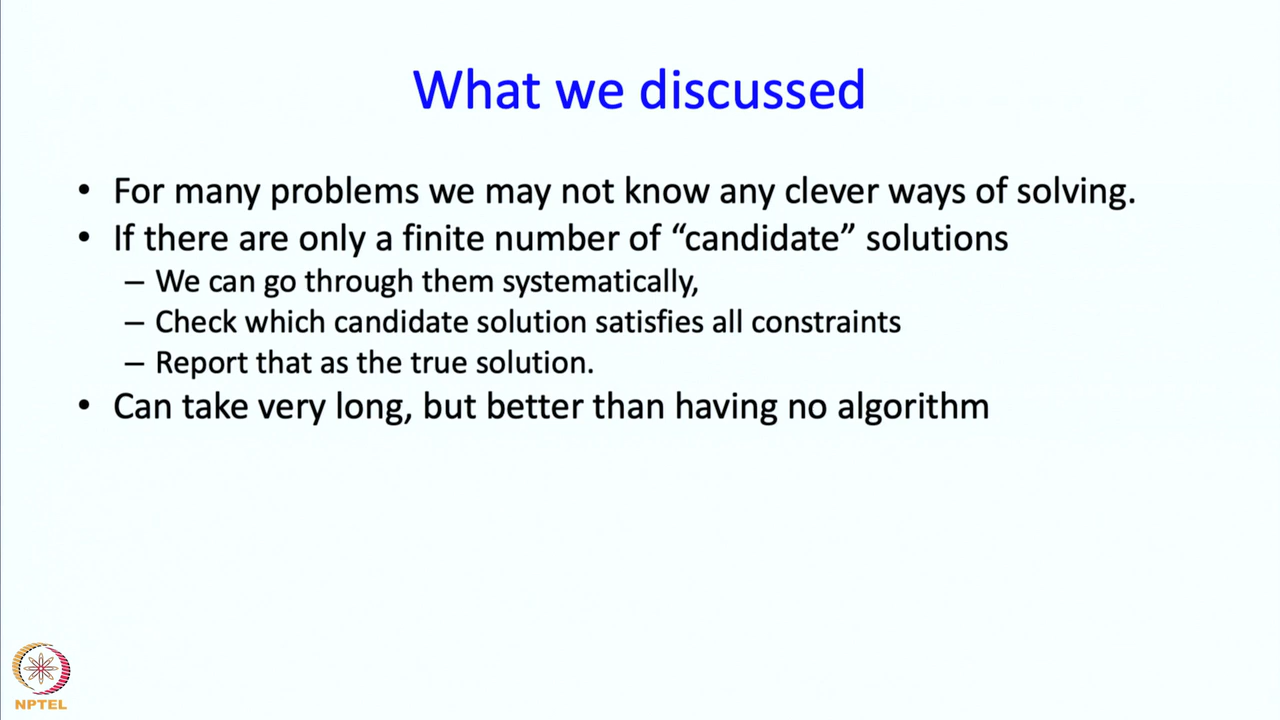 What we discussed
• For many problems we may not know any clever ways of solving.
• If there are only a finite number of “candidate” solutions
– We can go through them systematically,
– Check which candidate solution satisfies all constraints
– Report that as the true solution.
• Can take very long, but better than having no algorithm
NPTEL